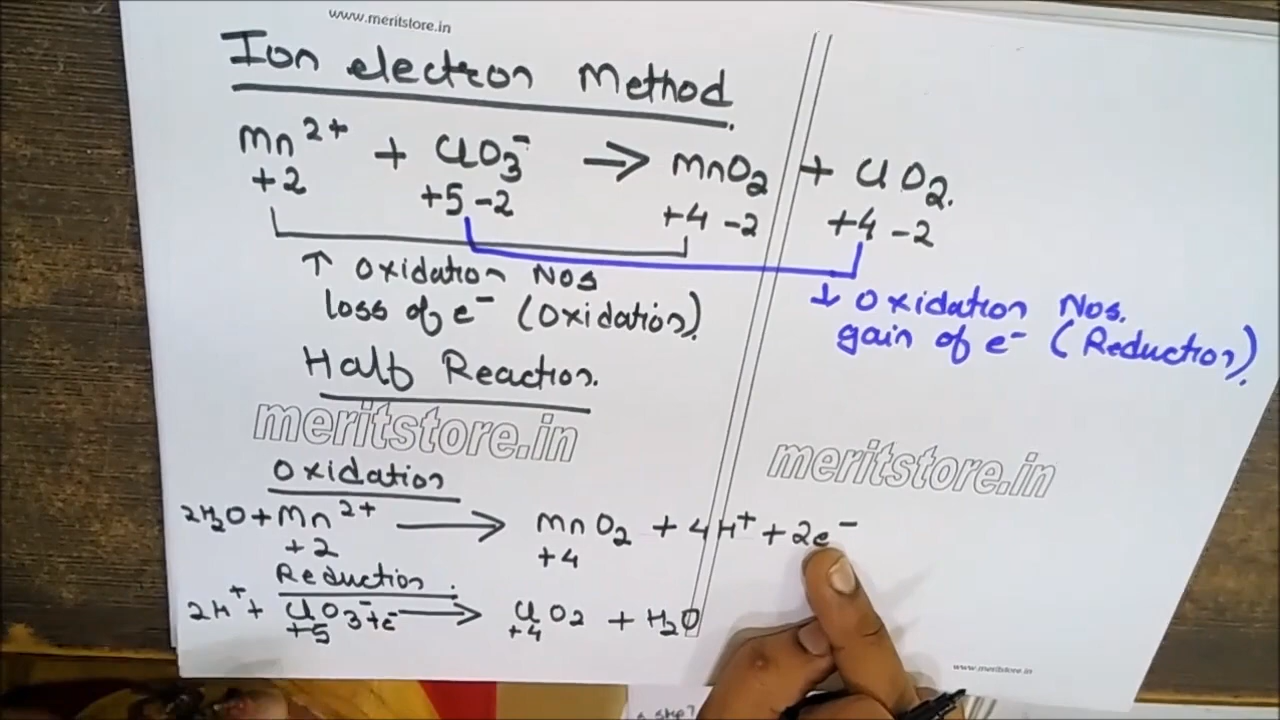 www.meritstore.in
Ion electron Method
Mn²⁺ + ClO₃⁻ → MnO₂ + ClO₂.
+2 +5 -2 +4 -2 +4 -2
↑ Oxidation Nos
loss of e⁻ (Oxidation).
↓ Oxidation Nos.
gain of e⁻ (Reduction).
Half Reaction.
meritstore.in
meritstore.in
Oxidation
2H₂O + Mn²⁺ → MnO₂ + 4H⁺ + 2e⁻
+2 +4
Reduction.
2H⁺ + ClO₃⁻ + e⁻ → ClO₂ + H₂O
+5 +4
www.meritstore.in